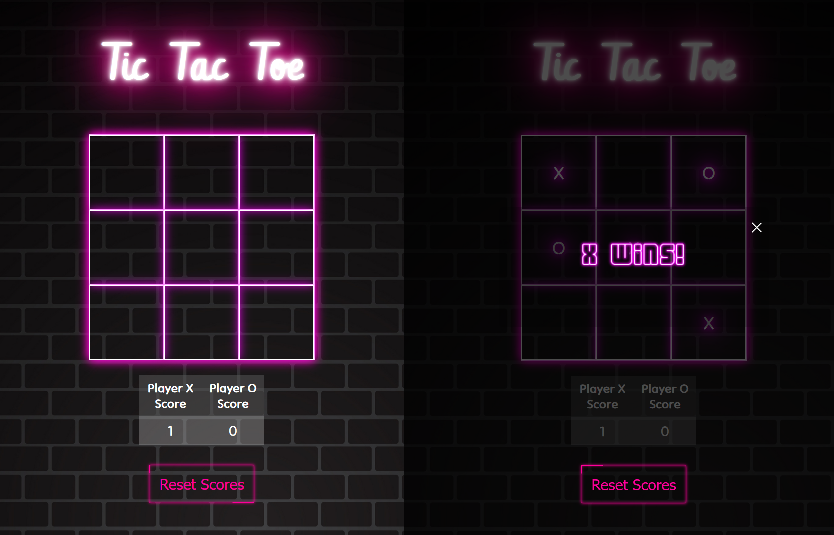 Tic Tac Toe
Player X Score Player O Score
1 0
Reset Scores
Tic Tac Toe
X O
O X Wins!
X
Player X Score Player O Score
1 0
Reset Scores